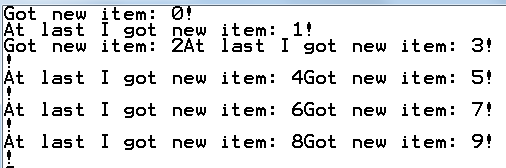 Got new item: 0!
At last I got new item: 1!
Got new item: 2At last I got new item: 3!
!
At last I got new item: 4Got new item: 5!
!
At last I got new item: 6Got new item: 7!
!
At last I got new item: 8Got new item: 9!
!